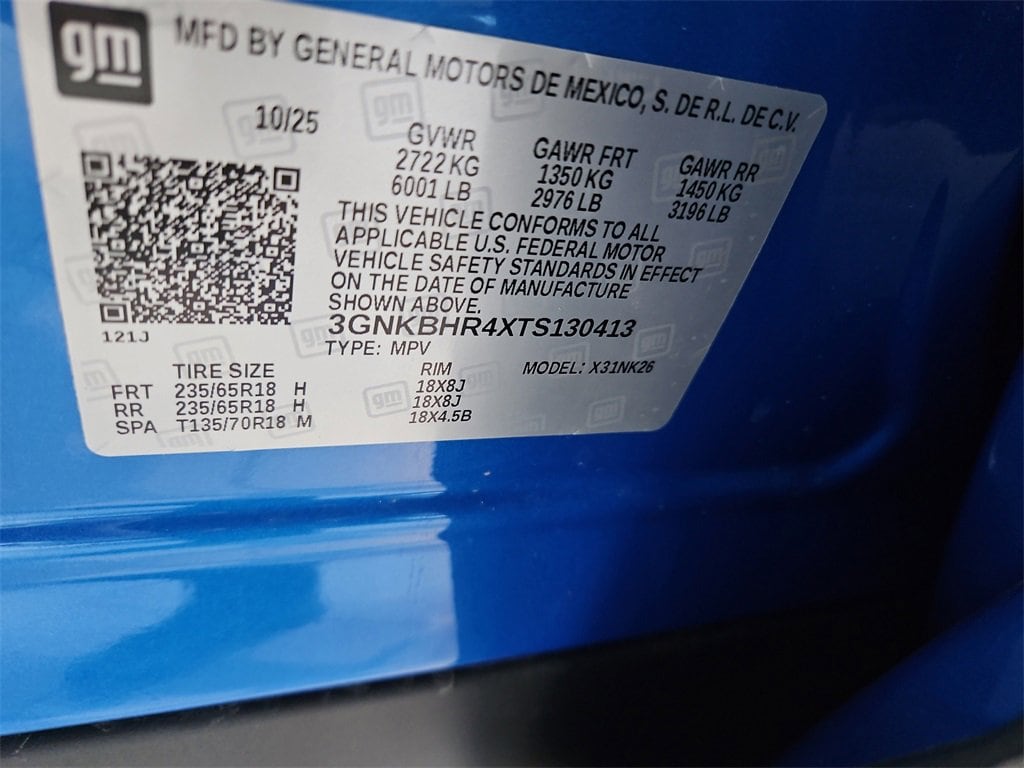 gm
MFD BY GENERAL MOTORS DE MEXICO, S. DE R.L. DE C.V.
10/25
GVWR
2722 KG
6001 LB
GAWR FRT
1350 KG
2976 LB
GAWR RR
1450 KG
3196 LB
THIS VEHICLE CONFORMS TO ALL
APPLICABLE U.S. FEDERAL MOTOR
VEHICLE SAFETY STANDARDS IN EFFECT
ON THE DATE OF MANUFACTURE
SHOWN ABOVE.
121J
3GNKBHR4XTS130413
TYPE: MPV
MODEL: X31NK26
TIRE SIZE RIM
FRT 235/65R18 H 18X8J
RR 235/65R18 H 18X8J
SPA T135/70R18 M 18X4.5B